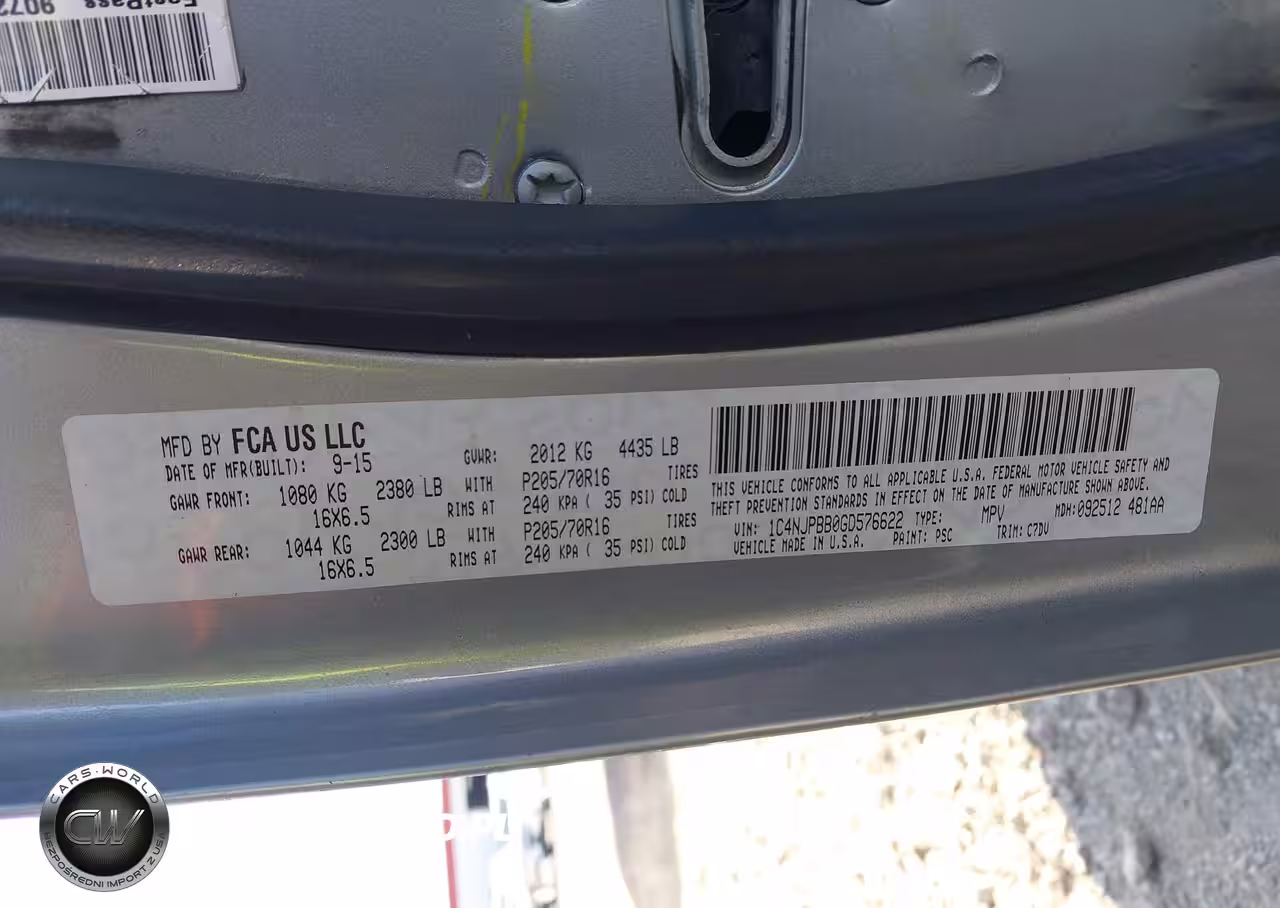 FastPass
9072
MFD BY FCA US LLC
DATE OF MFR(BUILT): 9-15 GVWR: 2012 KG 4435 LB
GAWR FRONT: 1080 KG 2380 LB WITH P205/70R16 TIRES
16X6.5 RIMS AT 240 KPA ( 35 PSI) COLD
GAWR REAR: 1044 KG 2300 LB WITH P205/70R16 TIRES
16X6.5 RIMS AT 240 KPA ( 35 PSI) COLD
THIS VEHICLE CONFORMS TO ALL APPLICABLE U.S.A. FEDERAL MOTOR VEHICLE SAFETY AND
THEFT PREVENTION STANDARDS IN EFFECT ON THE DATE OF MANUFACTURE SHOWN ABOVE.
VIN: 1C4NJPBB0GD576622 TYPE: MPV MDH:092512 481AA
VEHICLE MADE IN U.S.A. PAINT: PSC TRIM: C7DV
CARS-WORLD
CW
BEZPOŚREDNI IMPORT Z USA